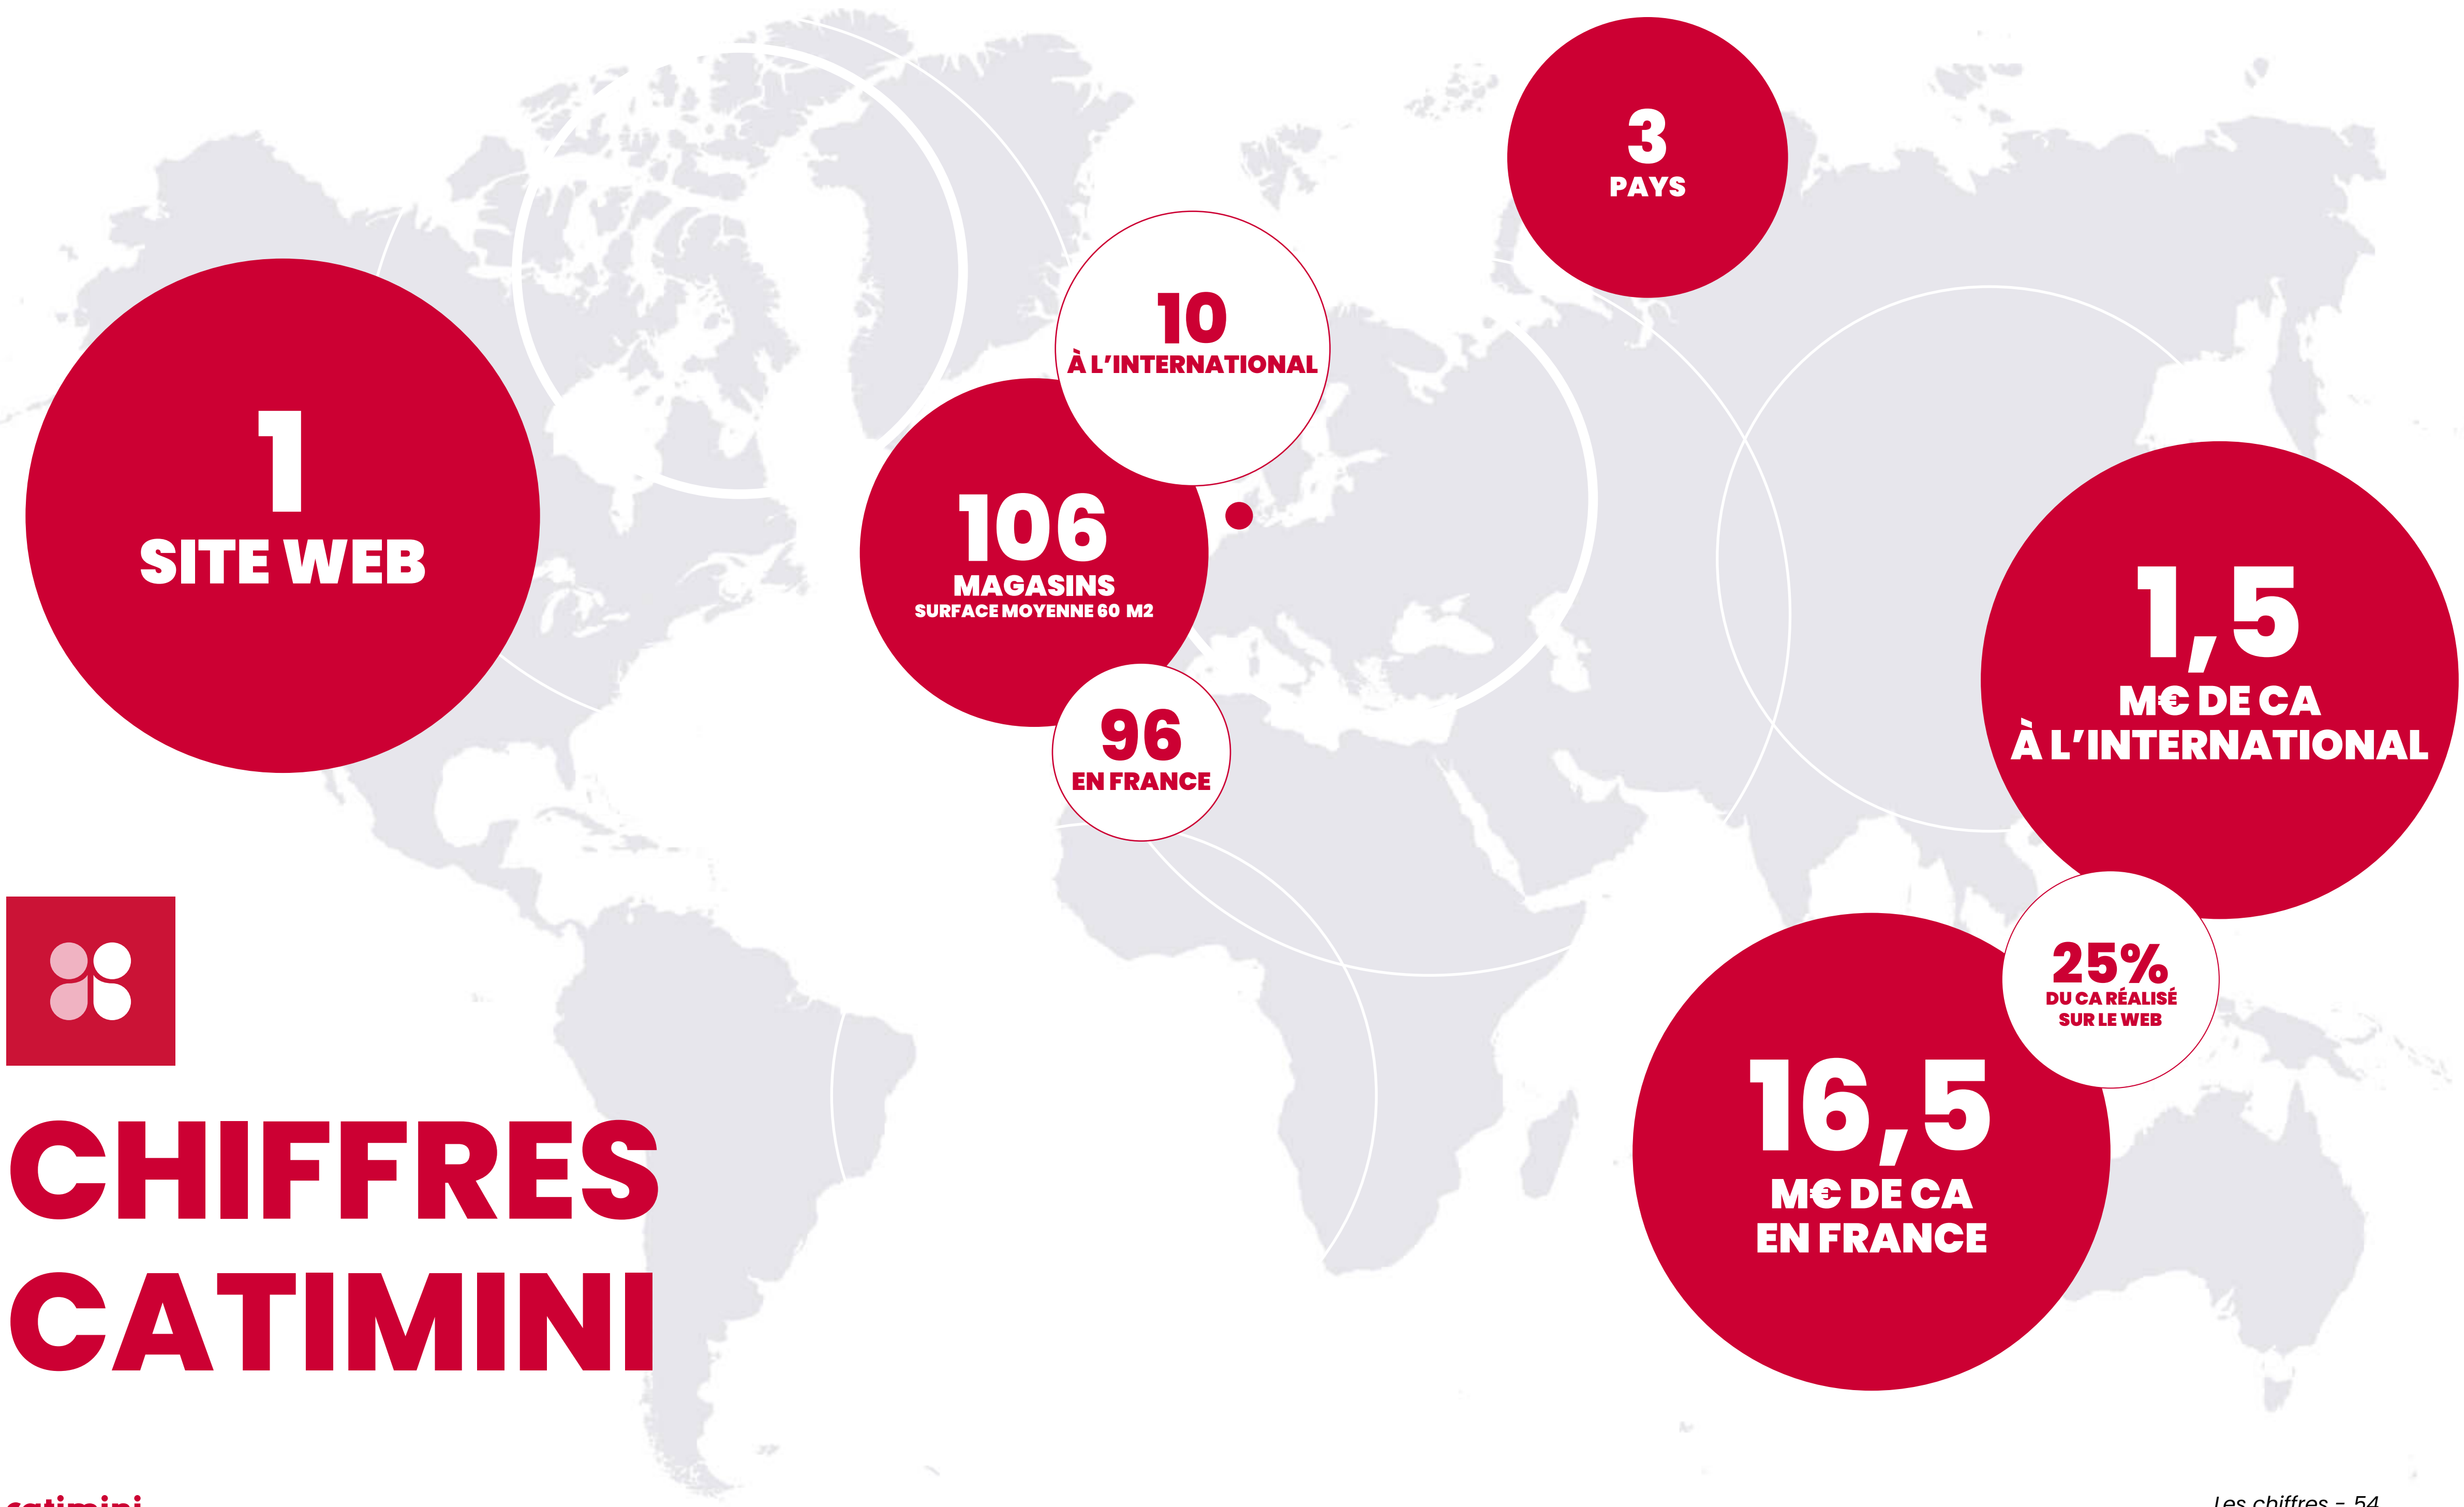 3
PAYS
10
À L'INTERNATIONAL
1
SITE WEB
106
MAGASINS
SURFACE MOYENNE 60 M2
96
EN FRANCE
1,5
M€ DE CA
À L'INTERNATIONAL
25%
DU CA RÉALISÉ
SUR LE WEB
16,5
M€ DE CA
EN FRANCE
CHIFFRES
CATIMINI
catimini
Les chiffres - 54